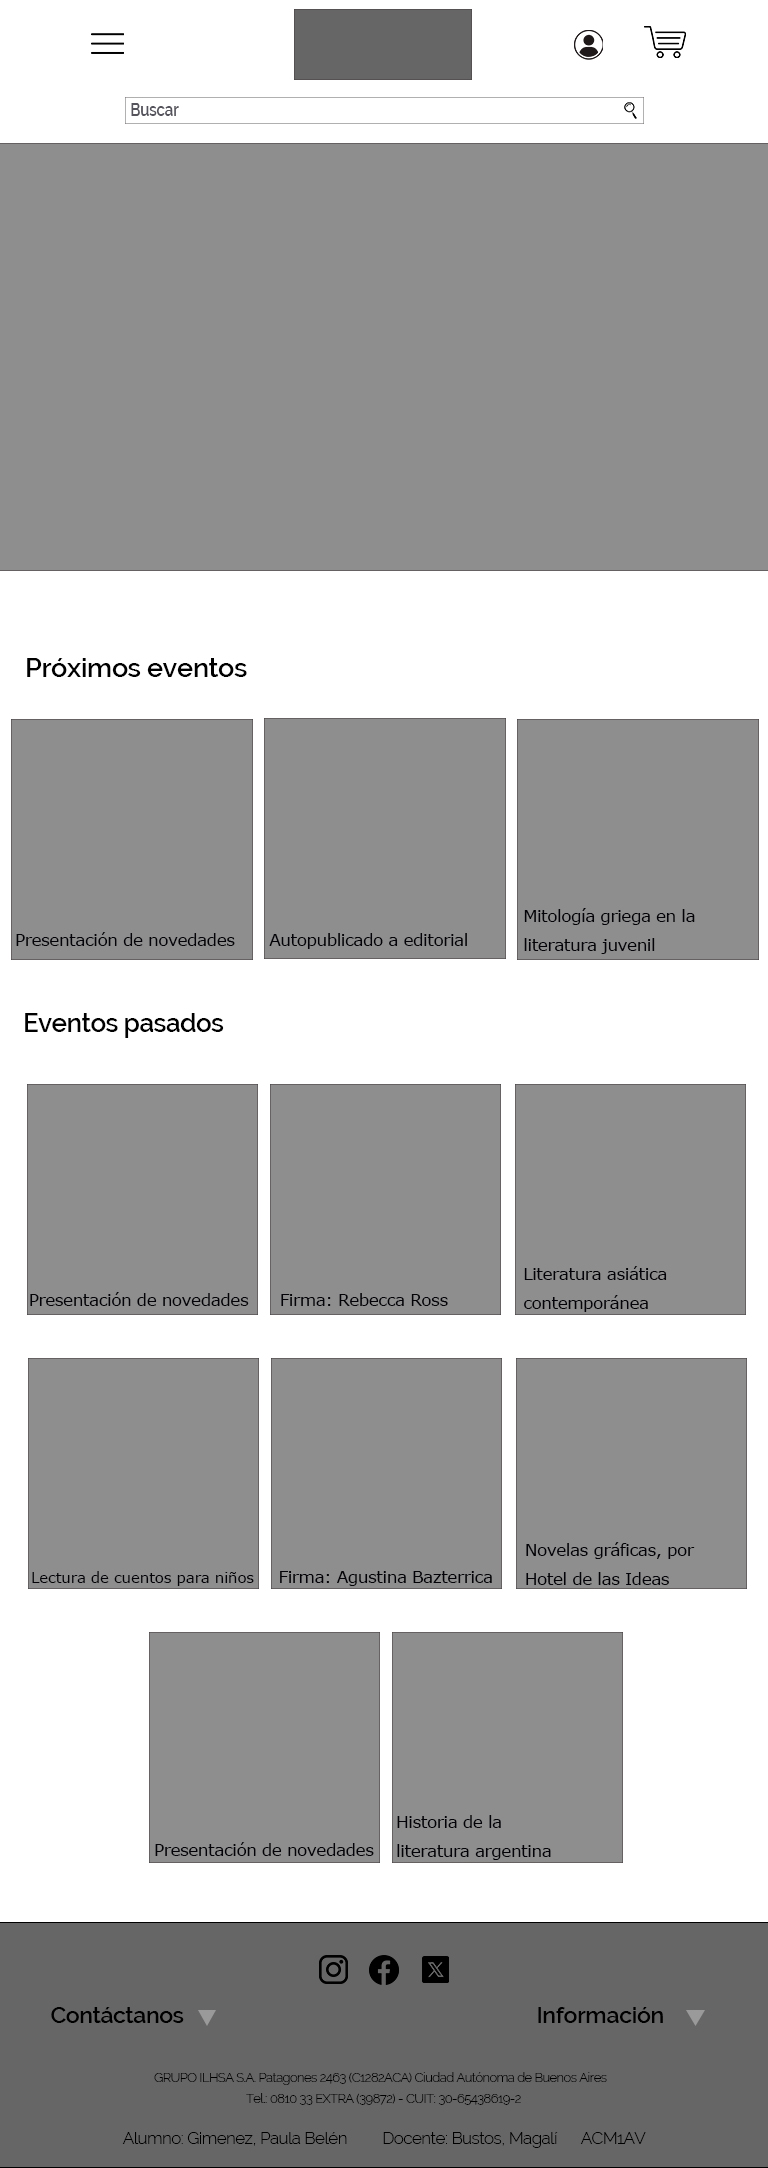 Buscar
Próximos eventos
Presentación de novedades
Autopublicado a editorial
Mitología griega en la
literatura juvenil
Eventos pasados
Presentación de novedades
Firma: Rebecca Ross
Literatura asiática
contemporánea
Lectura de cuentos para niños
Firma: Agustina Bazterrica
Novelas gráficas, por
Hotel de las Ideas
Presentación de novedades
Historia de la
literatura argentina
Contáctanos
Información
GRUPO ILHSA S.A. Patagones 2463 (C1282ACA) Ciudad Autónoma de Buenos Aires
Tel.: 0810 33 EXTRA (39872) - CUIT: 30-65438619-2
Alumno: Gimenez, Paula Belén Docente: Bustos, Magalí ACM1AV